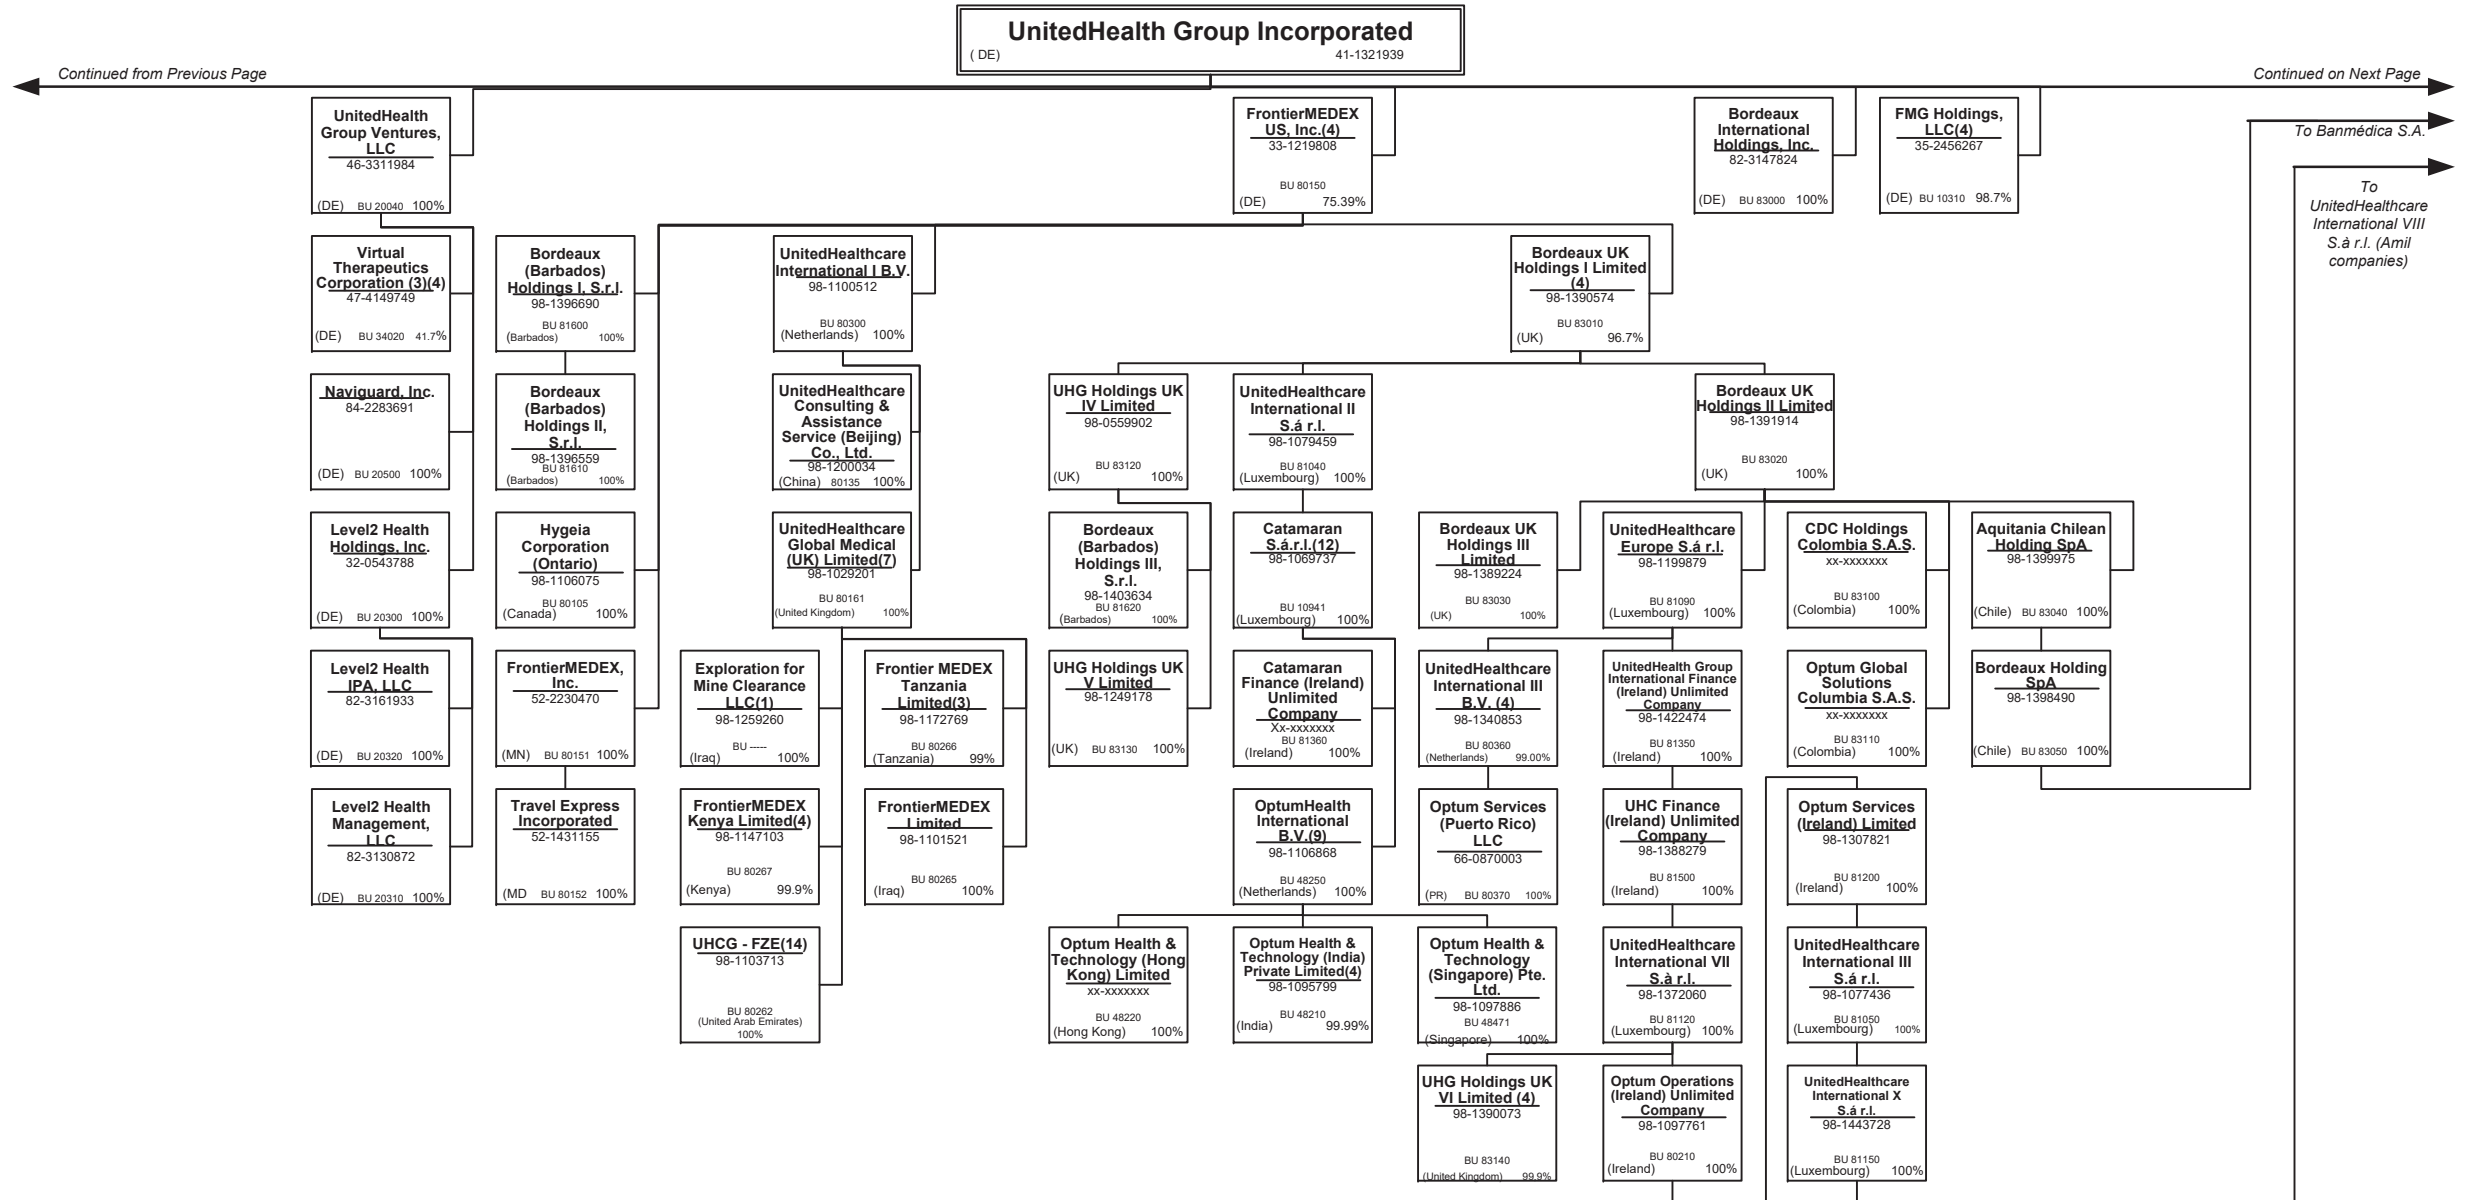 UnitedHealth Group Incorporated
( DE) 41-1321939
Continued from Previous Page
Continued on Next Page
UnitedHealth
Group Ventures,
LLC
46-3311984
(DE) BU 20040 100%
FrontierMEDEX
US, Inc.(4)
33-1219808
BU 80150
(DE) 75.39%
Bordeaux
International
Holdings, Inc.
82-3147824
(DE) BU 83000 100%
FMG Holdings,
LLC(4)
35-2456267
(DE) BU 10310 98.7%
To Banmédica S.A.
To
UnitedHealthcare
International VIII
S.à r.l. (Amil
companies)
Virtual
Therapeutics
Corporation (3)(4)
47-4149749
(DE) BU 34020 41.7%
Bordeaux
(Barbados)
Holdings I, S.r.l.
98-1396690
BU 81600
(Barbados) 100%
UnitedHealthcare
International I B.V.
98-1100512
BU 80300
(Netherlands) 100%
Bordeaux UK
Holdings I Limited
(4)
98-1390574
BU 83010
(UK) 96.7%
Naviguard, Inc.
84-2283691
(DE) BU 20500 100%
Bordeaux
(Barbados)
Holdings II,
S.r.l.
98-1396559
BU 81610
(Barbados) 100%
UnitedHealthcare
Consulting &
Assistance
Service (Beijing)
Co., Ltd.
98-1200034
(China) 80135 100%
UHG Holdings UK
IV Limited
98-0559902
BU 83120
(UK) 100%
UnitedHealthcare
International II
S.á r.l.
98-1079459
BU 81040
(Luxembourg) 100%
Bordeaux UK
Holdings II Limited
98-1391914
BU 83020
(UK) 100%
Level2 Health
Holdings, Inc.
32-0543788
(DE) BU 20300 100%
Hygeia
Corporation
(Ontario)
98-1106075
BU 80105
(Canada) 100%
UnitedHealthcare
Global Medical
(UK) Limited(7)
98-1029201
BU 80161
(United Kingdom) 100%
Bordeaux
(Barbados)
Holdings III,
S.r.l.
98-1403634
BU 81620
(Barbados) 100%
Catamaran
S.á.r.l.(12)
98-1069737
BU 10941
(Luxembourg) 100%
Bordeaux UK
Holdings III
Limited
98-1389224
BU 83030
(UK) 100%
UnitedHealthcare
Europe S.á r.l.
98-1199879
BU 81090
(Luxembourg) 100%
CDC Holdings
Colombia S.A.S.
xx-xxxxxxx
BU 83100
(Colombia) 100%
Aquitania Chilean
Holding SpA
98-1399975
(Chile) BU 83040 100%
Level2 Health
IPA, LLC
82-3161933
(DE) BU 20320 100%
FrontierMEDEX,
Inc.
52-2230470
(MN) BU 80151 100%
Exploration for
Mine Clearance
LLC(1)
98-1259260
BU -----
(Iraq) 100%
Frontier MEDEX
Tanzania
Limited(3)
98-1172769
BU 80266
(Tanzania) 99%
UHG Holdings UK
V Limited
98-1249178
(UK) BU 83130 100%
Catamaran
Finance (Ireland)
Unlimited
Company
Xx-xxxxxxx
BU 81360
(Ireland) 100%
UnitedHealthcare
International III
B.V. (4)
98-1340853
BU 80360
(Netherlands) 99.00%
UnitedHealth Group
International Finance
(Ireland) Unlimited
Company
98-1422474
BU 81350
(Ireland) 100%
Optum Global
Solutions
Columbia S.A.S.
xx-xxxxxxx
BU 83110
(Colombia) 100%
Bordeaux Holding
SpA
98-1398490
(Chile) BU 83050 100%
Level2 Health
Management,
LLC
82-3130872
(DE) BU 20310 100%
Travel Express
Incorporated
52-1431155
(MD BU 80152 100%
FrontierMEDEX
Kenya Limited(4)
98-1147103
BU 80267
(Kenya) 99.9%
FrontierMEDEX
Limited
98-1101521
BU 80265
(Iraq) 100%
OptumHealth
International
B.V.(9)
98-1106868
BU 48250
(Netherlands) 100%
Optum Services
(Puerto Rico)
LLC
66-0870003
(PR) BU 80370 100%
UHC Finance
(Ireland) Unlimited
Company
98-1388279
BU 81500
(Ireland) 100%
Optum Services
(Ireland) Limited
98-1307821
BU 81200
(Ireland) 100%
UHCG - FZE(14)
98-1103713
BU 80262
(United Arab Emirates)
100%
Optum Health &
Technology (Hong
Kong) Limited
xx-xxxxxxx
BU 48220
(Hong Kong) 100%
Optum Health &
Technology (India)
Private Limited(4)
98-1095799
BU 48210
(India) 99.99%
Optum Health &
Technology
(Singapore) Pte.
Ltd.
98-1097886
BU 48471
(Singapore) 100%
UnitedHealthcare
International VII
S.à r.l.
98-1372060
BU 81120
(Luxembourg) 100%
UnitedHealthcare
International III
S.á r.l.
98-1077436
BU 81050
(Luxembourg) 100%
UHG Holdings UK
VI Limited (4)
98-1390073
BU 83140
(United Kingdom) 99.9%
Optum Operations
(Ireland) Unlimited
Company
98-1097761
BU 80210
(Ireland) 100%
UnitedHealthcare
International X
S.á r.l.
98-1443728
BU 81150
(Luxembourg) 100%